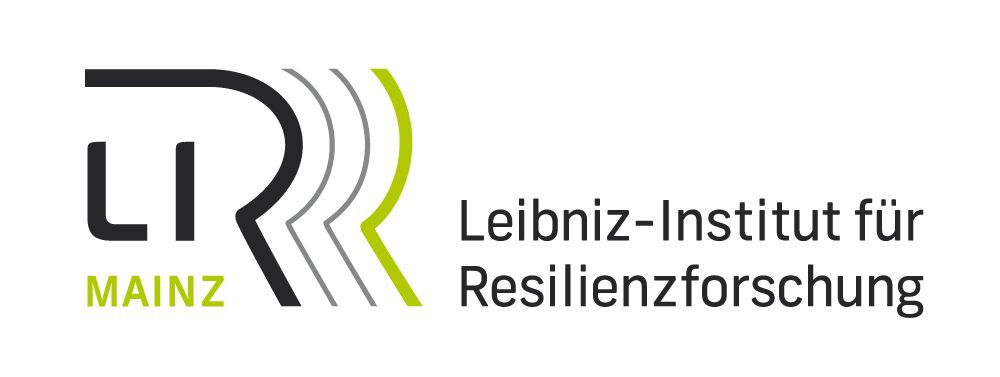 LIR
MAINZ
Leibniz-Institut für
Resilienzforschung